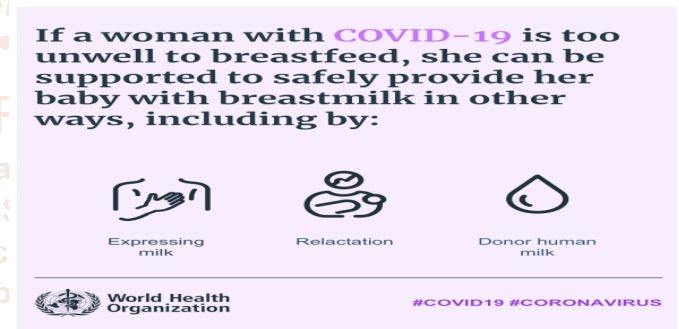 If a woman with COVID-19 is too
unwell to breastfeed, she can be
supported to safely provide her
baby with breastmilk in other
ways, including by:
Expressing
milk
Relactation
Donor human
milk
World Health
Organization
#COVID19 #CORONAVIRUS